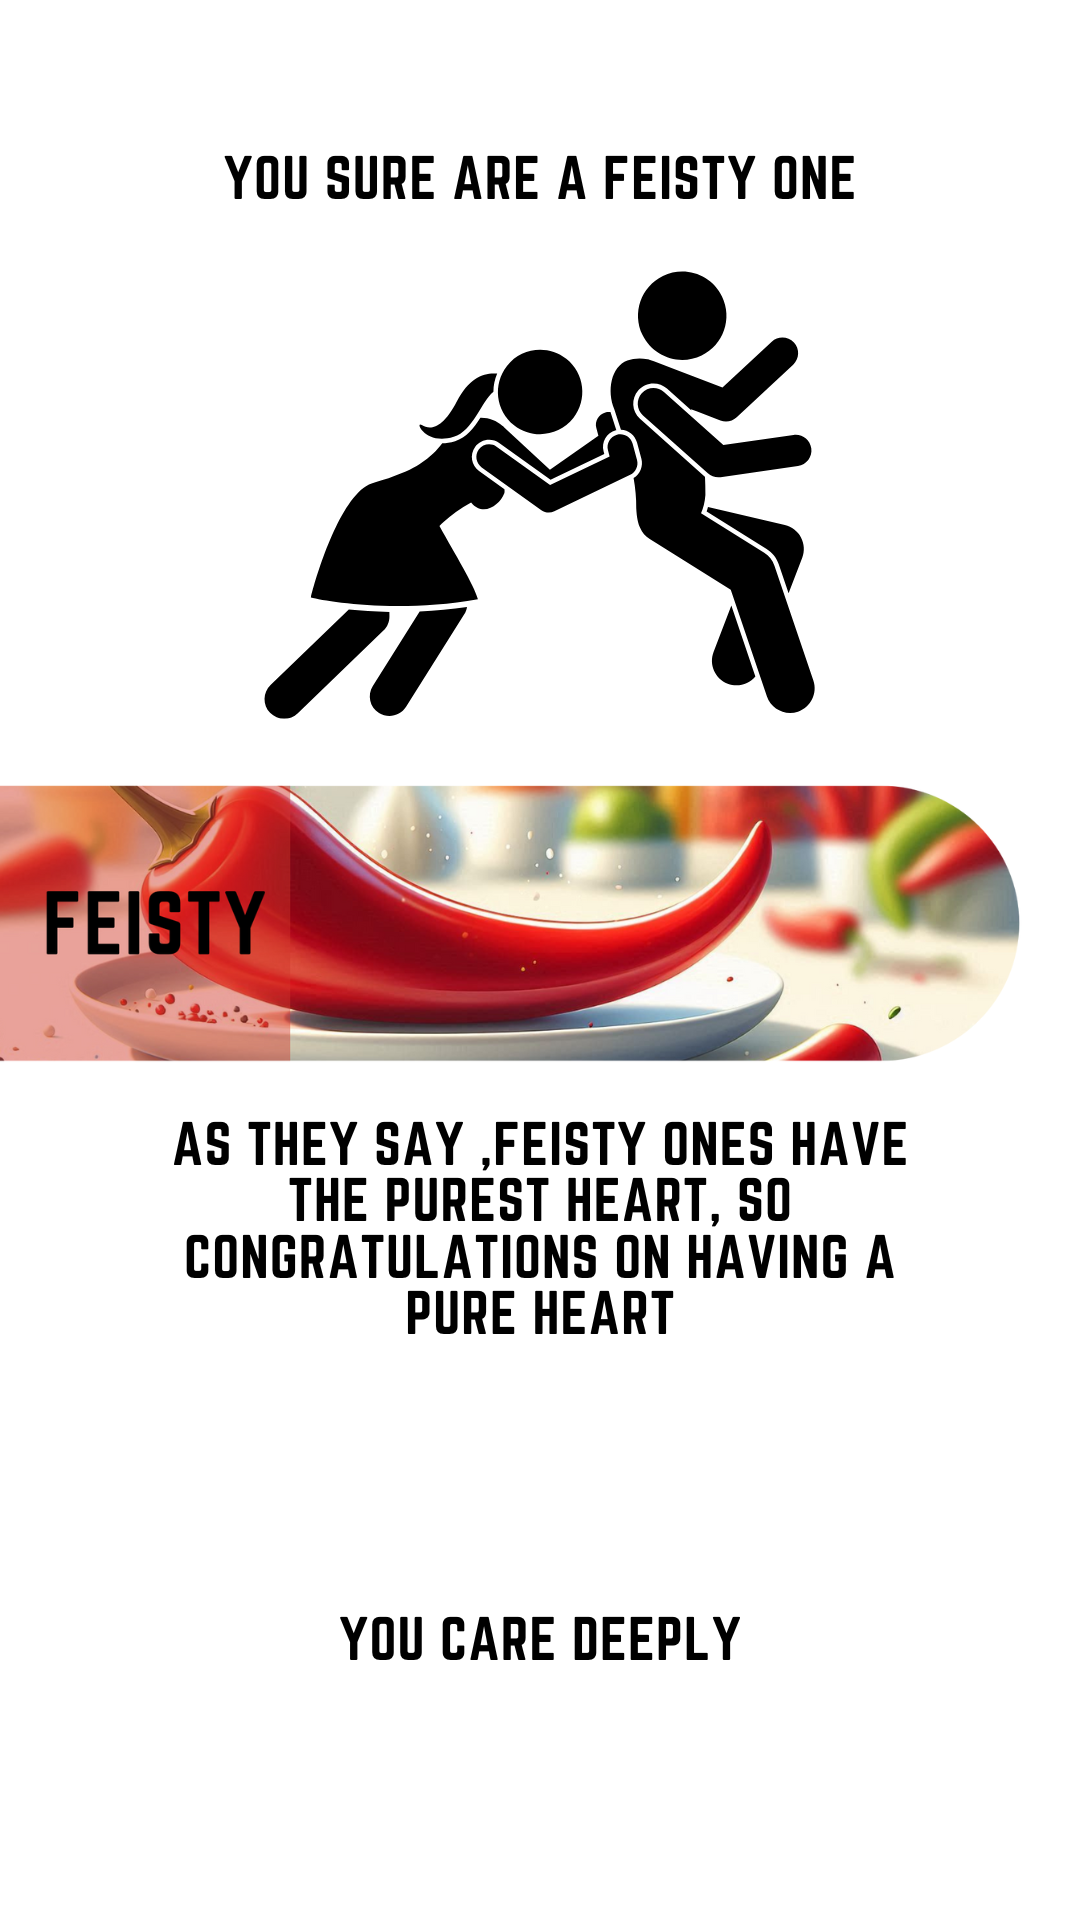 YOU SURE ARE A FEISTY ONE
FEISTY
AS THEY SAY ,FEISTY ONES HAVE
THE PUREST HEART, SO
CONGRATULATIONS ON HAVING A
PURE HEART
YOU CARE DEEPLY